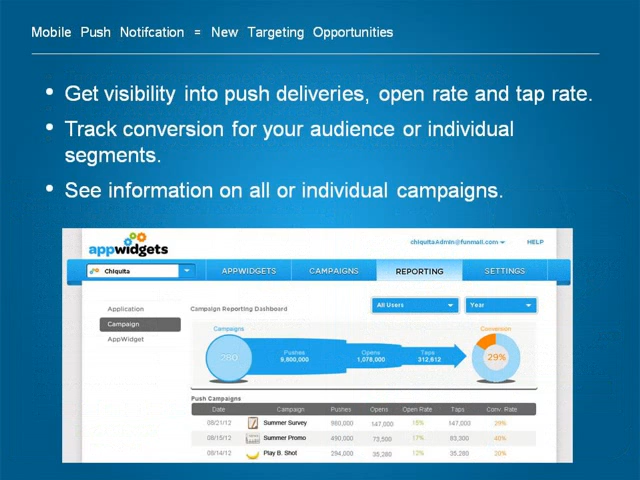 Mobile Push Notifcation = New Targeting Opportunities
• Get visibility into push deliveries, open rate and tap rate.
• Track conversion for your audience or individual
segments.
• See information on all or individual campaigns.
appwidgets
chiquitaAdmin@funmail.com HELP
Chiquita APPWIDGETS CAMPAIGNS REPORTING SETTINGS
Application
Campaign Reporting Dashboard All Users Year
Campaign
AppWidget
Campaigns Conversion
260 Pushes Opens Taps 29%
9,800,000 1,078,000 312,612
Push Campaigns
Date Campaign Pushes Opens Open Rate Taps Conv. Rate
08/21/12 Summer Survey 980,000 147,000 15% 147,000 29%
08/15/12 Summer Promo 490,000 73,500 17% 83,300 40%
08/14/12 Play B. Shot 294,000 35,280 12% 35,280 20%